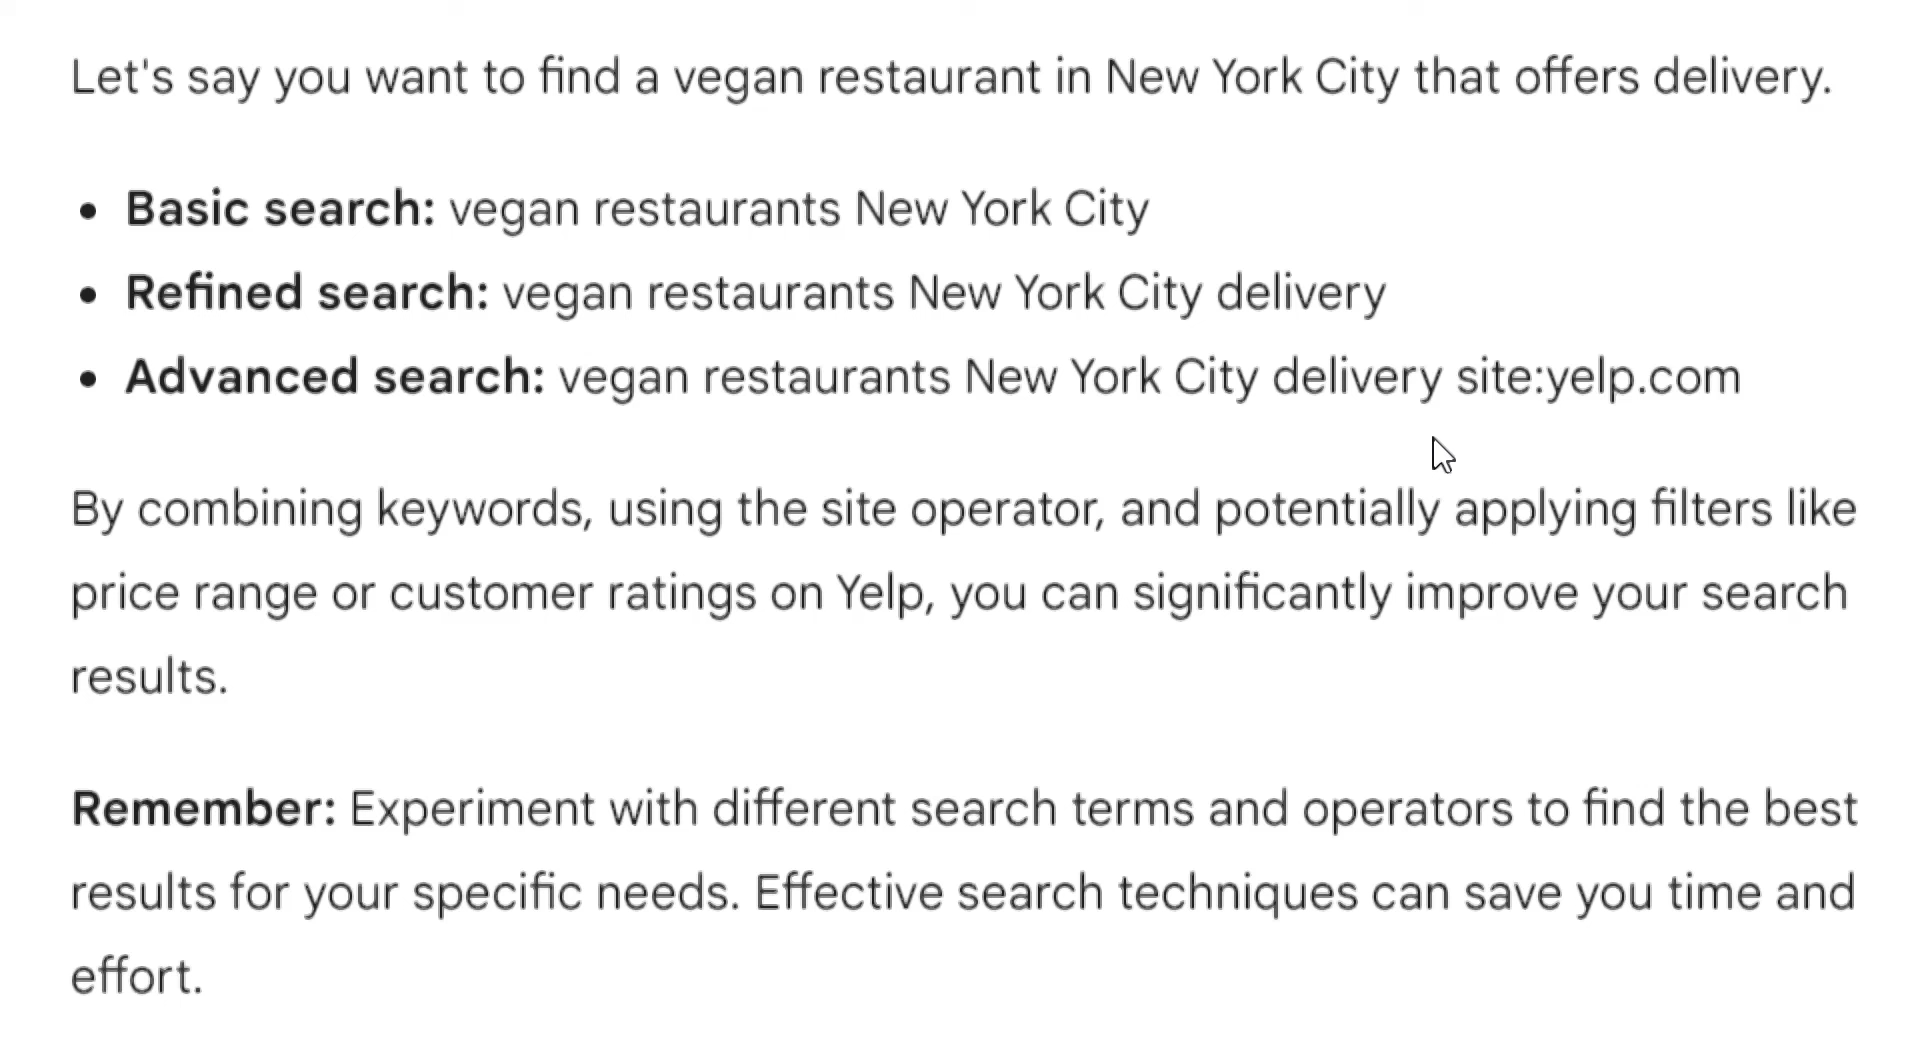 Let's say you want to find a vegan restaurant in New York City that offers delivery.
• Basic search: vegan restaurants New York City
• Refined search: vegan restaurants New York City delivery
• Advanced search: vegan restaurants New York City delivery site:yelp.com
By combining keywords, using the site operator, and potentially applying filters like
price range or customer ratings on Yelp, you can significantly improve your search
results.
Remember: Experiment with different search terms and operators to find the best
results for your specific needs. Effective search techniques can save you time and
effort.